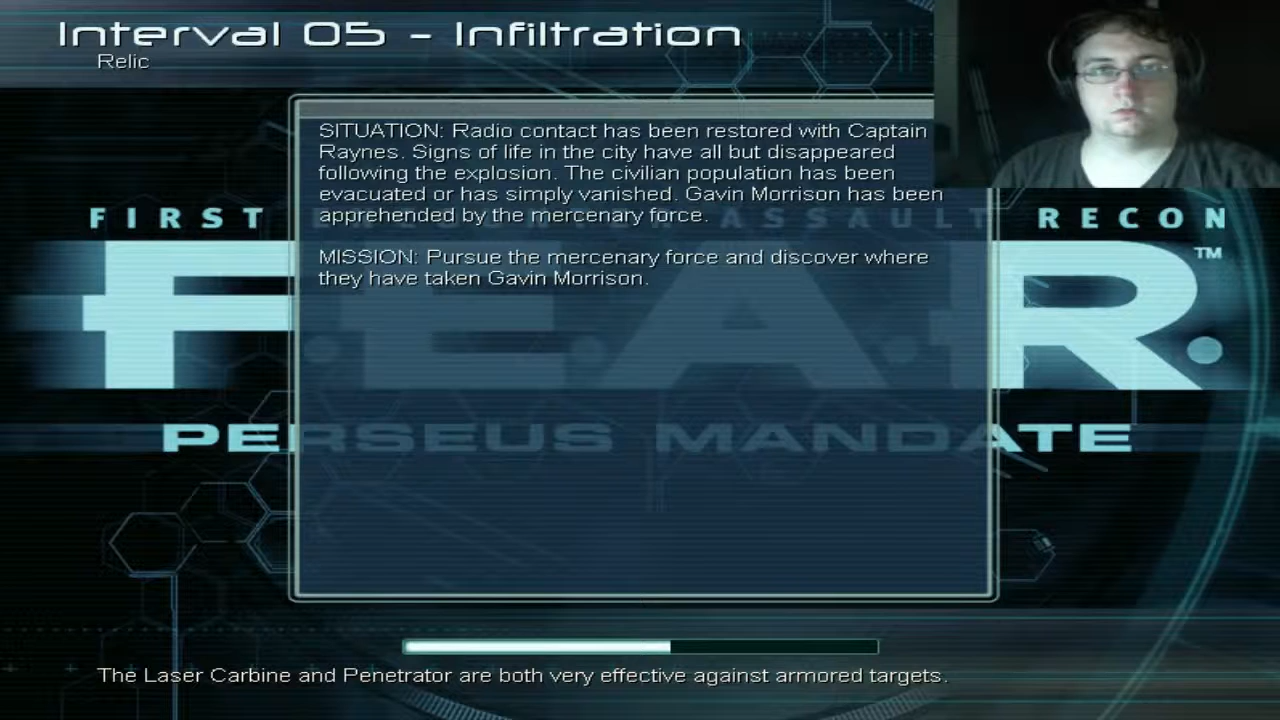 Interval 05 - Infiltration
Relic
SITUATION: Radio contact has been restored with Captain
Raynes. Signs of life in the city have all but disappeared
following the explosion. The civilian population has been
evacuated or has simply vanished. Gavin Morrison has been
apprehended by the mercenary force.
FIRST ENCOUNTER ASSAULT RECON
MISSION: Pursue the mercenary force and discover where
they have taken Gavin Morrison.
F.E.A.R.™
PERSEUS MANDATE
The Laser Carbine and Penetrator are both very effective against armored targets.